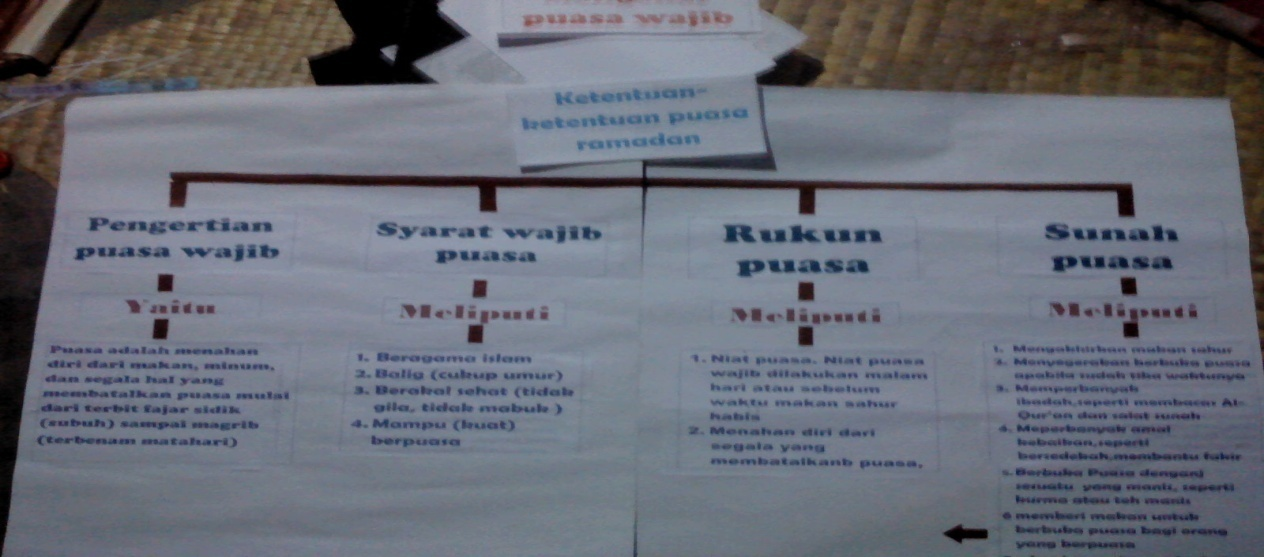 puasa wajib
Ketentuan-
ketentuan puasa
ramadan
Pengertian
puasa wajib
Yaitu
Puasa adalah menahan
diri dari makan, minum,
dan segala hal yang
membatalkan puasa mulai
dari terbit fajar sidik
(subuh) sampai magrib
(terbenam matahari)
Syarat wajib
puasa
Meliputi
1. Beragama islam
2. Balig (cukup umur)
3. Berakal sehat (tidak
gila, tidak mabuk )
4. Mampu (kuat)
berpuasa
Rukun
puasa
Meliputi
1. Niat puasa. Niat puasa
wajib dilakukan malam
hari atau sebelum
waktu makan sahur
habis
2. Menahan diri dari
segala yang
membatalkanb puasa.
Sunah
puasa
Meliputi
1. Mengakhirkan makan sahur
2. Menyegerakan berbuka puasa
apabila sudah tiba waktunya
3. Memperbanyak
ibadah,seperti membacas Al-
Qur'an dan salat sunah
4. Meperbanyak amal
kebaikan,seperti
bersedekah,membantu fakir
5. Berbuka Puasa denganj
sesuatu yang manis, seperti
kurma atau teh manis
6 memberi makan untuk
berbuka puasa bagi orang
yang berpuasa